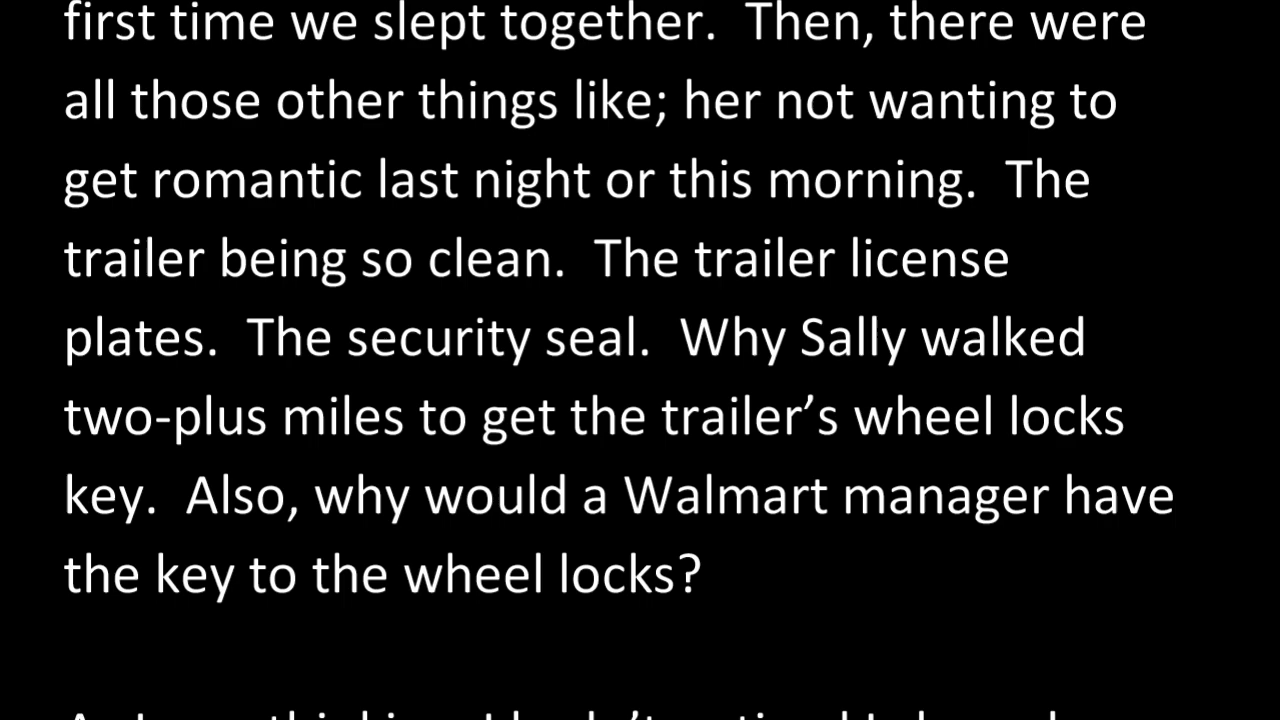 first time we slept together.  Then, there were
all those other things like; her not wanting to
get romantic last night or this morning.  The
trailer being so clean.  The trailer license
plates.  The security seal.  Why Sally walked
two-plus miles to get the trailer’s wheel locks
key.  Also, why would a Walmart manager have
the key to the wheel locks?